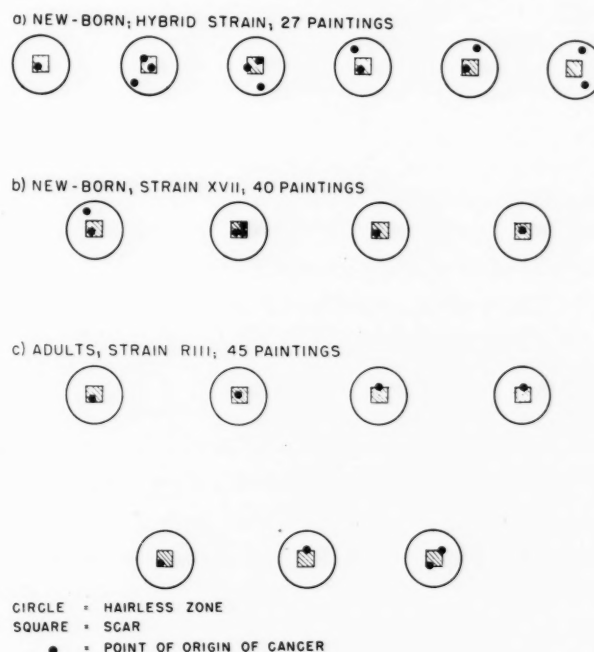 a) NEW-BORN; HYBRID STRAIN; 27 PAINTINGS
b) NEW-BORN, STRAIN XVII; 40 PAINTINGS
c) ADULTS, STRAIN RIII; 45 PAINTINGS
CIRCLE = HAIRLESS ZONE
SQUARE = SCAR
● = POINT OF ORIGIN OF CANCER